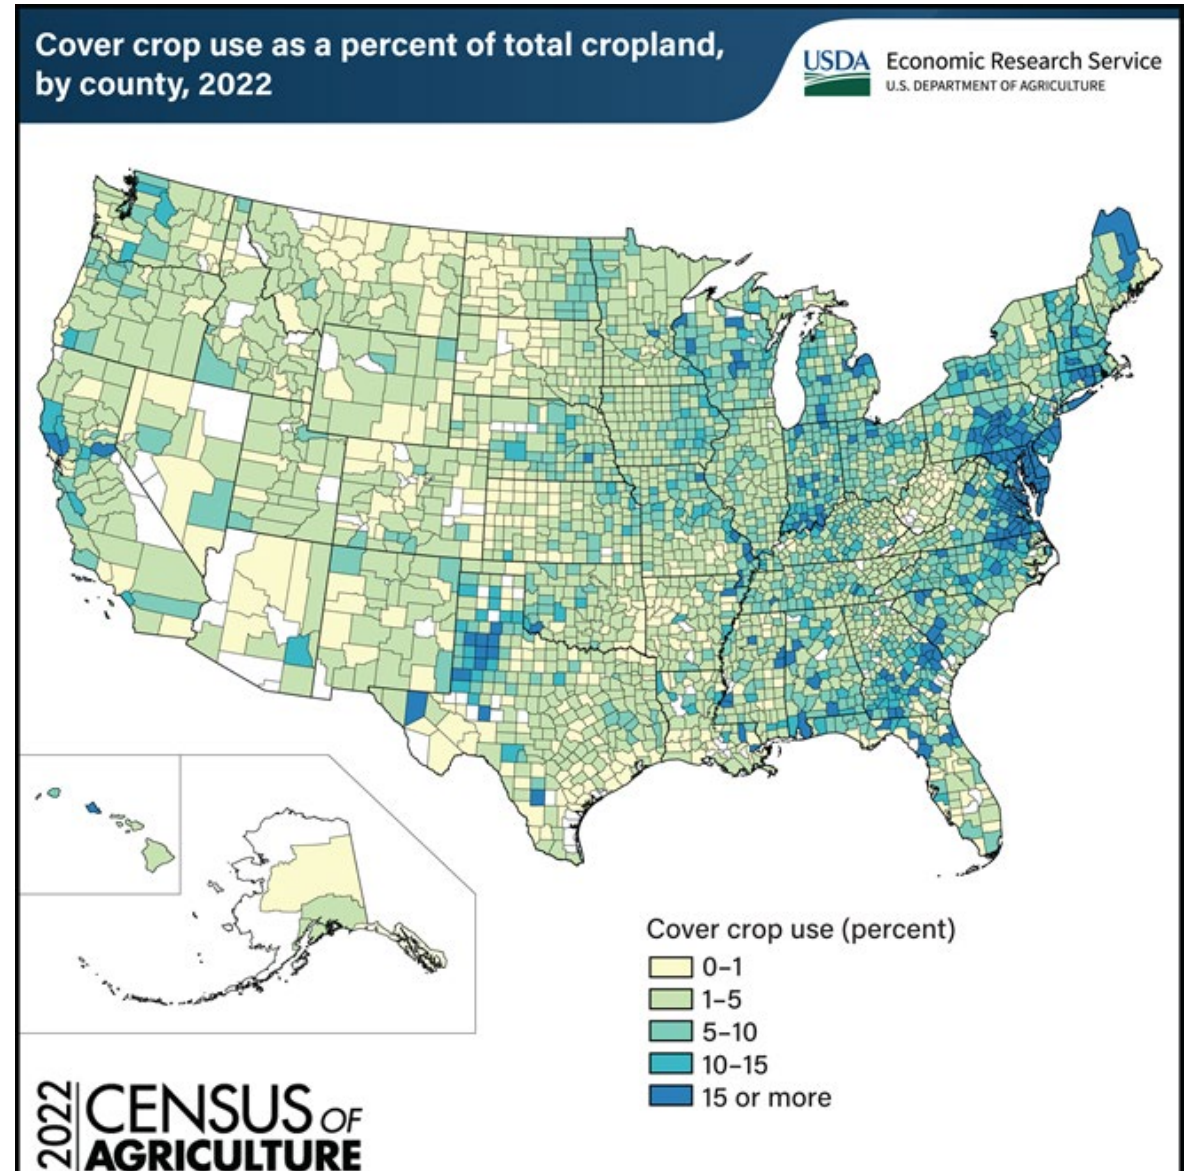 Cover crop use as a percent of total cropland,
by county, 2022
USDA
Economic Research Service
U.S. DEPARTMENT OF AGRICULTURE
Cover crop use (percent)
0–1
1–5
5–10
10–15
15 or more
2022
CENSUS OF
AGRICULTURE